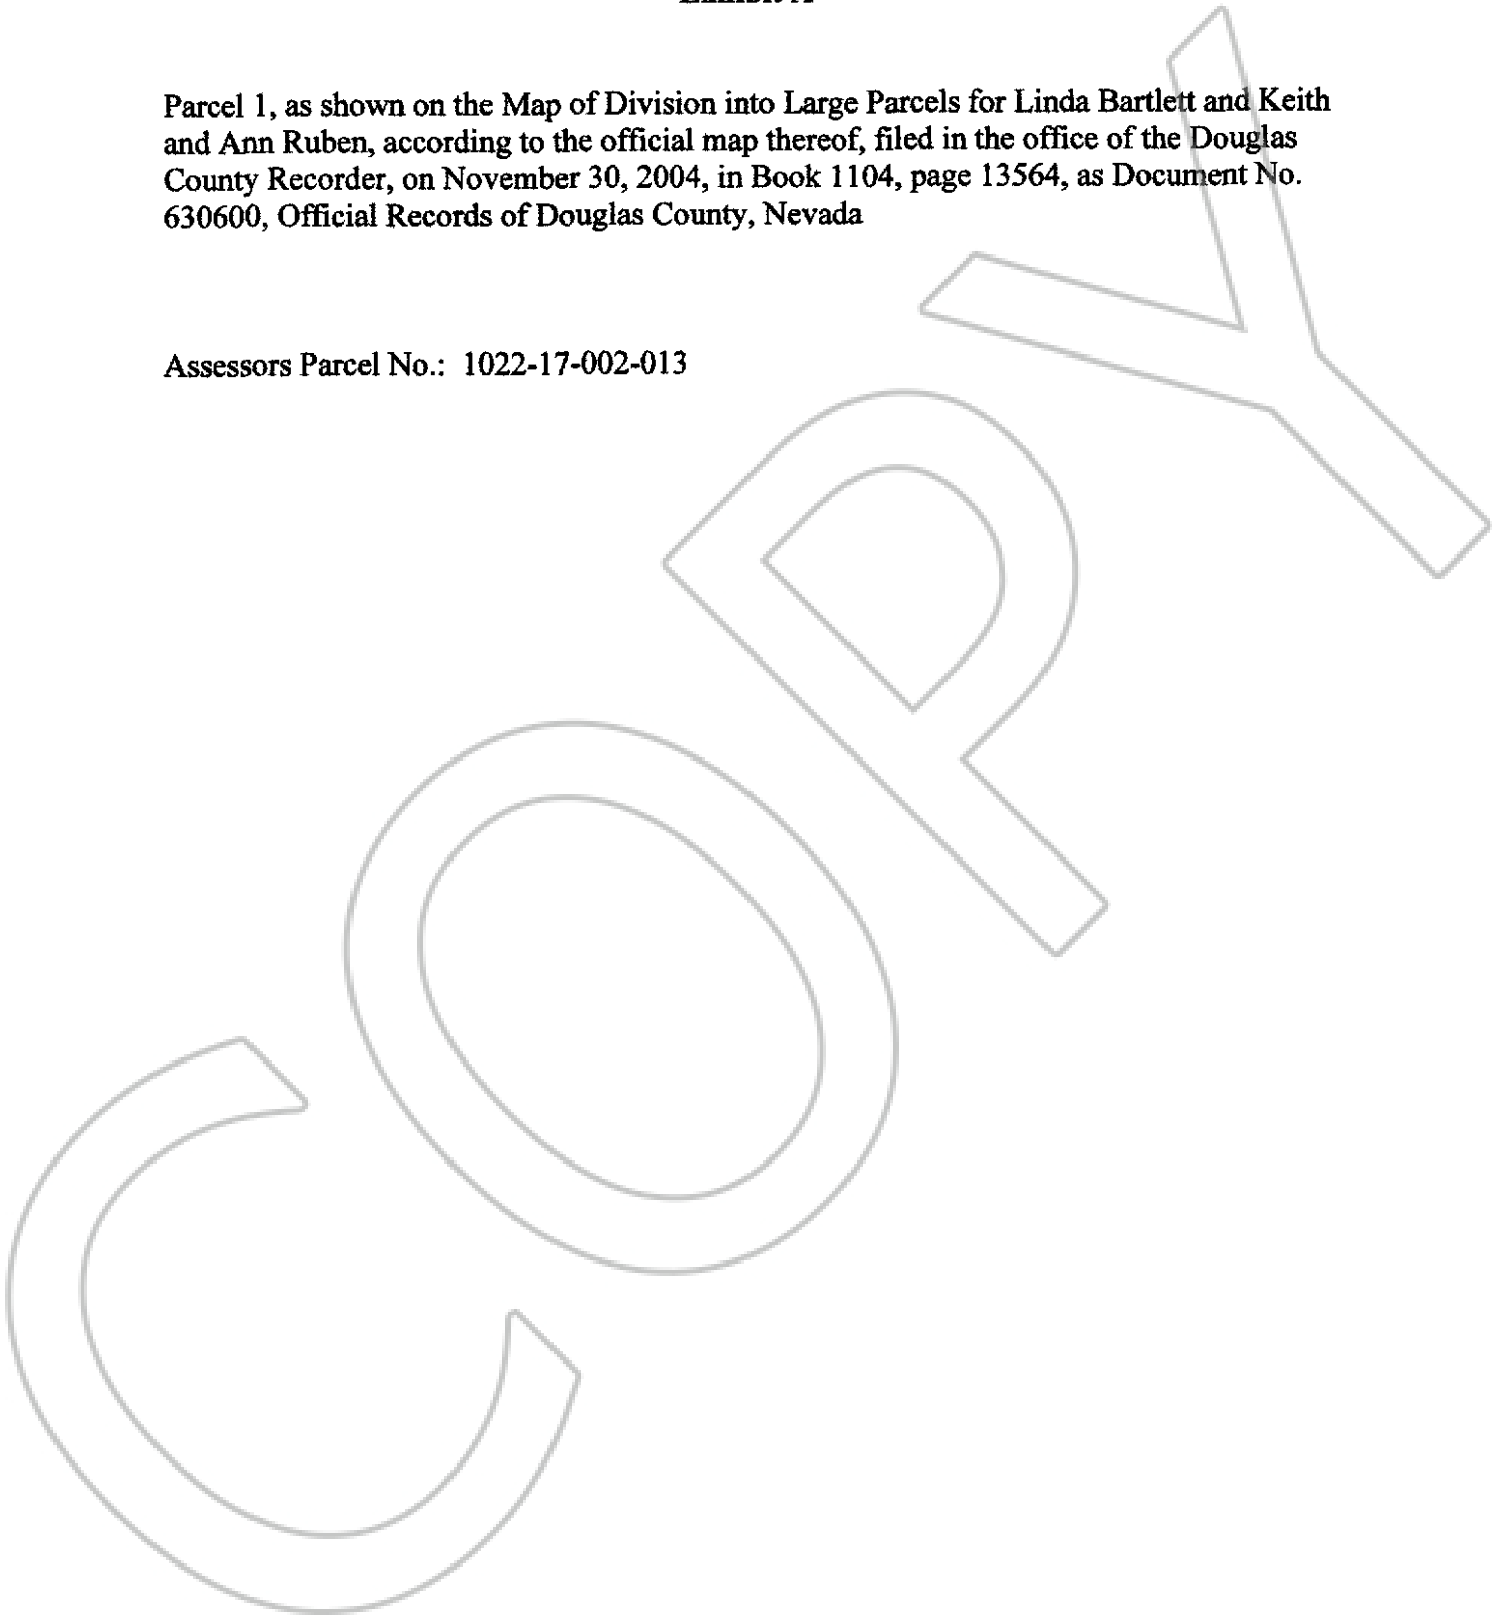 Parcel 1, as shown on the Map of Division into Large Parcels for Linda Bartlett and Keith
and Ann Ruben, according to the official map thereof, filed in the office of the Douglas
County Recorder, on November 30, 2004, in Book 1104, page 13564, as Document No.
630600, Official Records of Douglas County, Nevada
Assessors Parcel No.: 1022-17-002-013
COPY